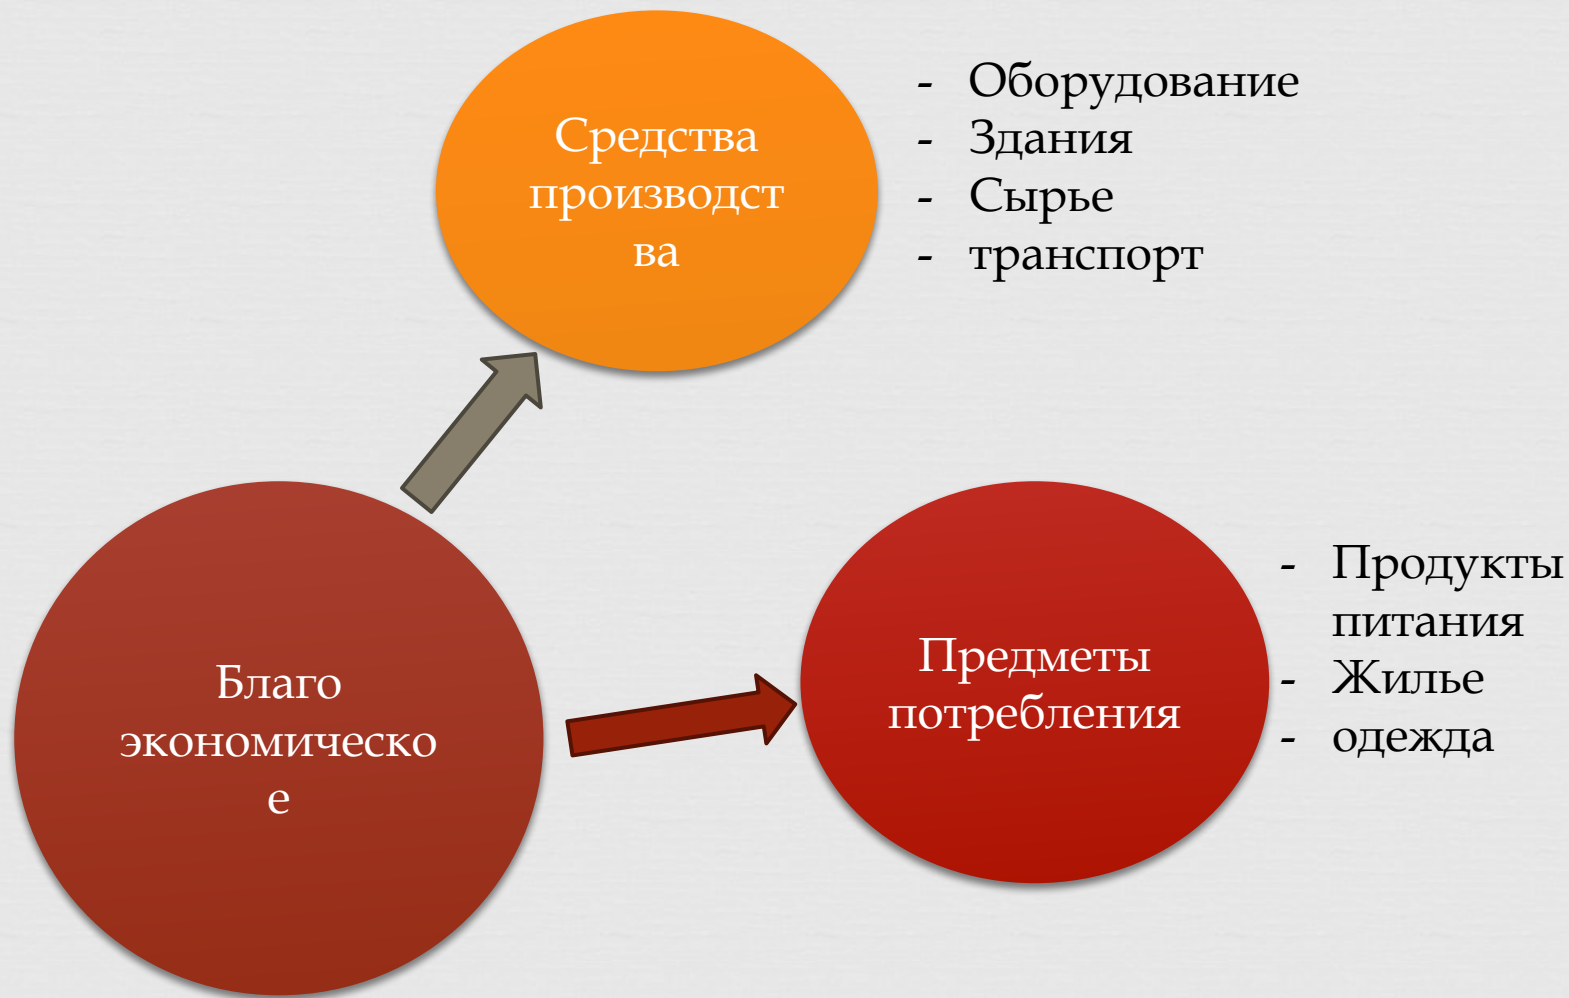 Средства
производст
ва
- Оборудование
- Здания
- Сырье
- транспорт
Благо
экономическо
е
Предметы
потребления
- Продукты
питания
- Жилье
- одежда